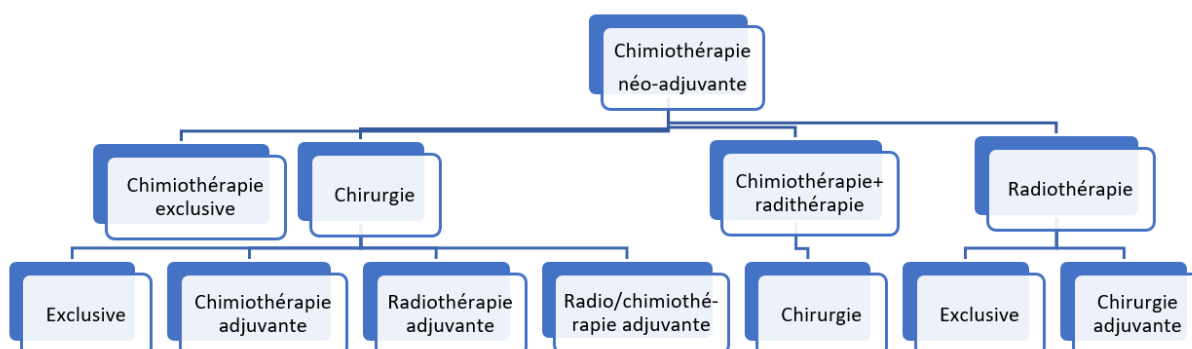 Chimiothérapie
néo-adjuvante
Chimiothérapie
exclusive
Chirurgie
Chimiothérapie+
radithérapie
Radiothérapie
Exclusive
Chimiothérapie
adjuvante
Radiothérapie
adjuvante
Radio/chimiothé-
rapie adjuvante
Chirurgie
Exclusive
Chirurgie
adjuvante